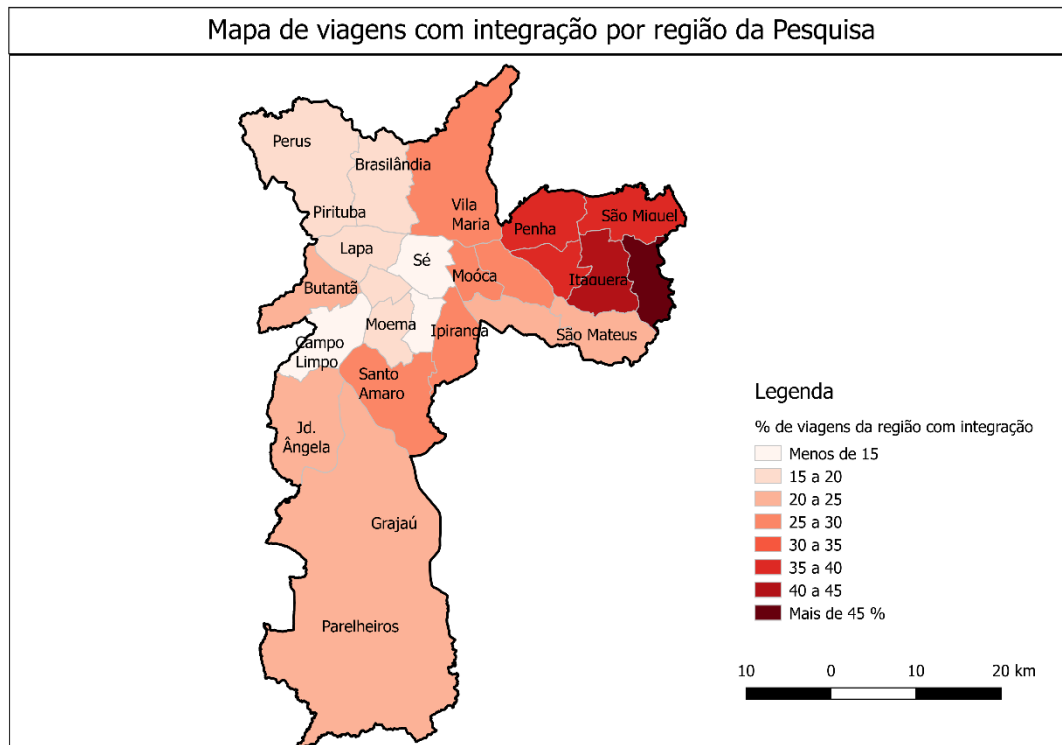 Mapa de viagens com integração por região da Pesquisa
Perus
Brasilândia
Pirituba
Vila
Maria
São Miguel
Penha
Lapa
Sé
Moóca
Itaquera
Butantã
Moema
Ipiranga
São Mateus
Campo
Limpo
Santo
Amaro
Jd.
Ângela
Grajaú
Parelheiros
Legenda
% de viagens da região com integração
Menos de 15
15 a 20
20 a 25
25 a 30
30 a 35
35 a 40
40 a 45
Mais de 45 %
10 0 10 20 km